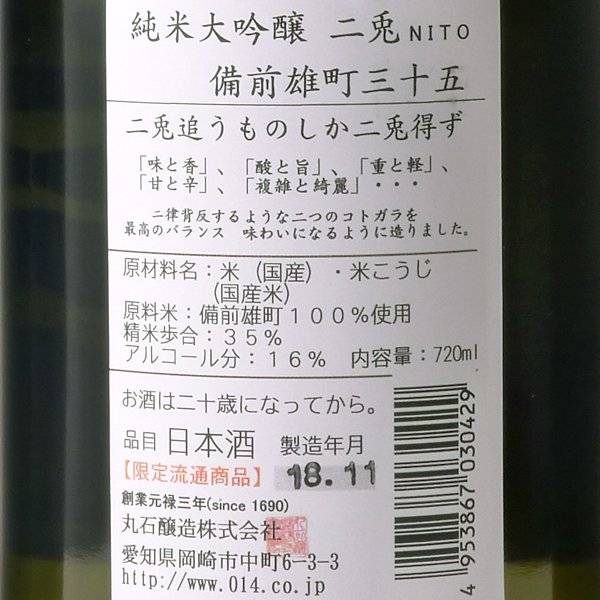 純米大吟醸 二兎 NITO
備前雄町三十五
二兎追うものしか二兎得ず
「味と香」、「酸と旨」、「重と軽」、
「甘と辛」、「複雑と綺麗」・・・
二律背反するような二つのコトガラを
最高のバランス 味わいになるように造りました。
原材料名：米（国産）・米こうじ
（国産米）
原料米：備前雄町１００％使用
精米歩合：３５％
アルコール分：１６％ 内容量：720ml
お酒は二十歳になってから。
品目 日本酒 製造年月
【限定流通商品】 18.11
創業元禄三年(since 1690)
丸石醸造株式会社
愛知県岡崎市中町6-3-3
http://www.014.co.jp
4 953867 030429